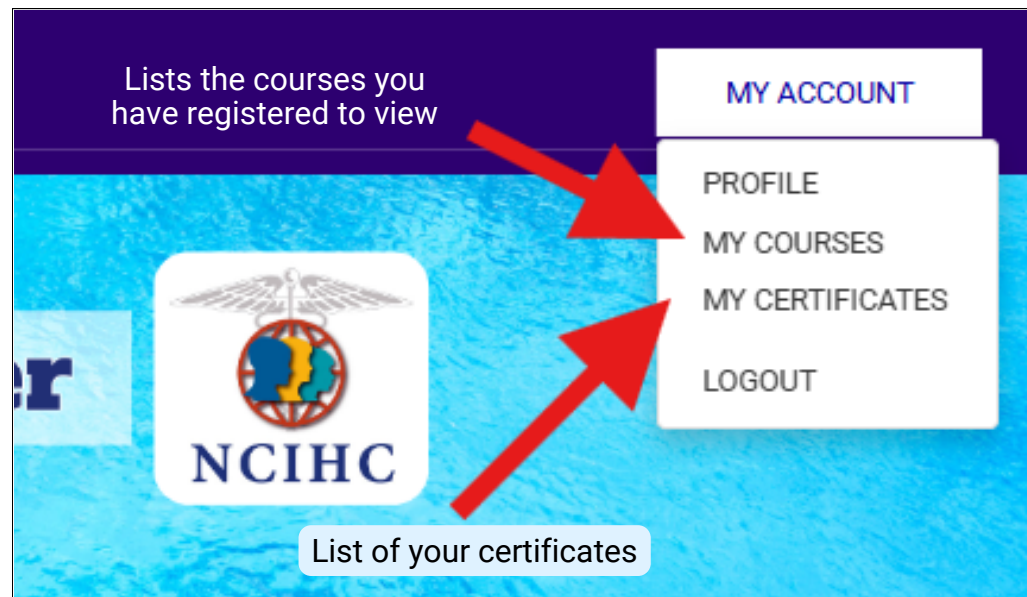 Lists the courses you
have registered to view
MY ACCOUNT
PROFILE
MY COURSES
MY CERTIFICATES
LOGOUT
er
NCIHC
List of your certificates